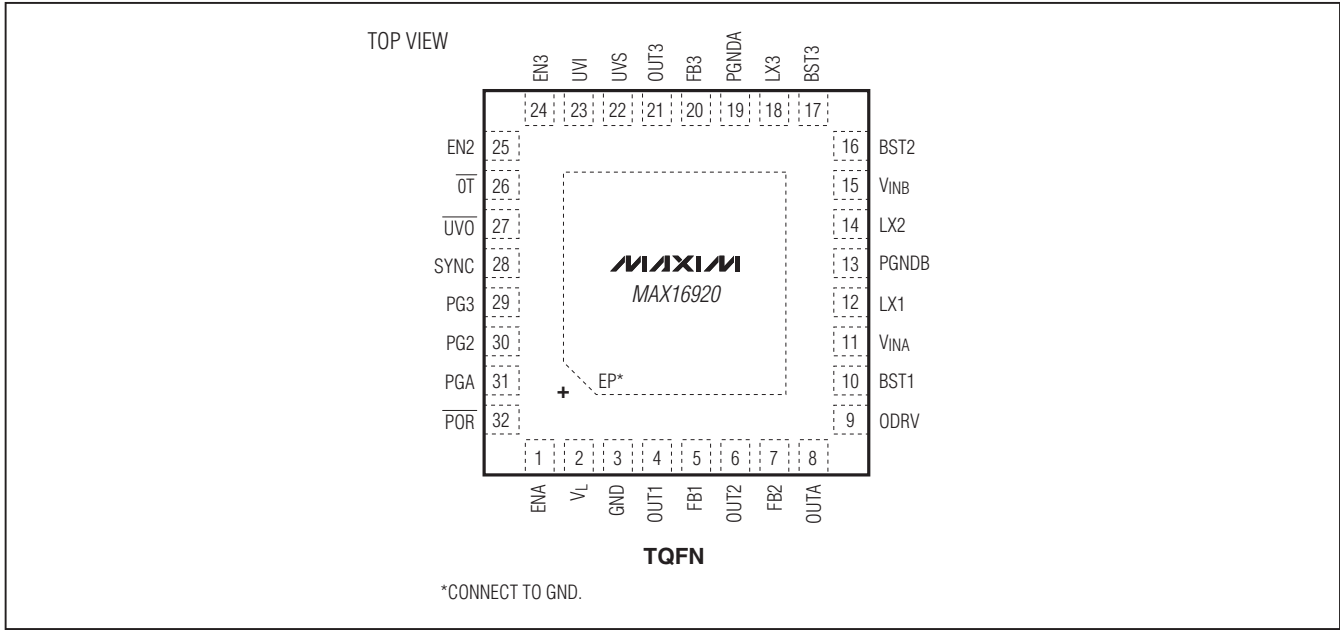 TOP VIEW
EN3 UVI UVS OUT3 FB3 PGNDA LX3 BST3
24 23 22 21 20 19 18 17
EN2 25 16 BST2
OT 26 15 VINB
UVO 27 14 LX2
SYNC 28 MAXIM 13 PGNDB
PG3 29 MAX16920 12 LX1
PG2 30 11 VINA
PGA 31 + EP* 10 BST1
POR 32 9 ODRV
1 2 3 4 5 6 7 8
ENA VL GND OUT1 FB1 OUT2 FB2 OUTA
TQFN
*CONNECT TO GND.